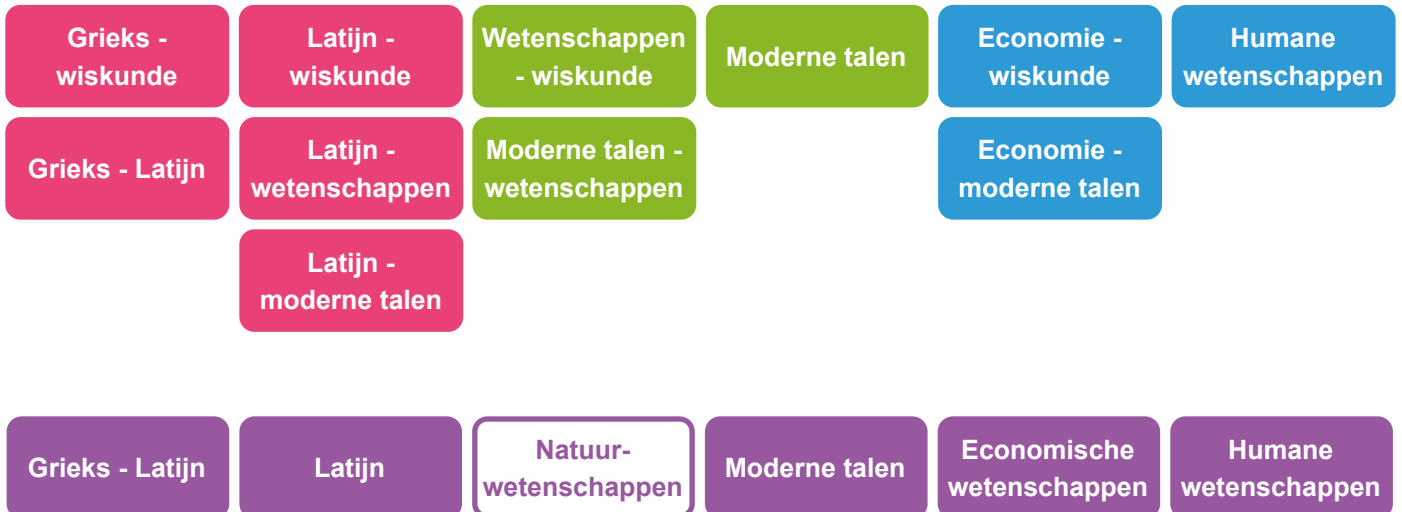 Grieks -
wiskunde
Latijn -
wiskunde
Wetenschappen
- wiskunde
Moderne talen
Economie -
wiskunde
Humane
wetenschappen
Grieks - Latijn
Latijn -
wetenschappen
Moderne talen -
wetenschappen
Economie -
moderne talen
Latijn -
moderne talen
Grieks - Latijn
Latijn
Natuur-
wetenschappen
Moderne talen
Economische
wetenschappen
Humane
wetenschappen